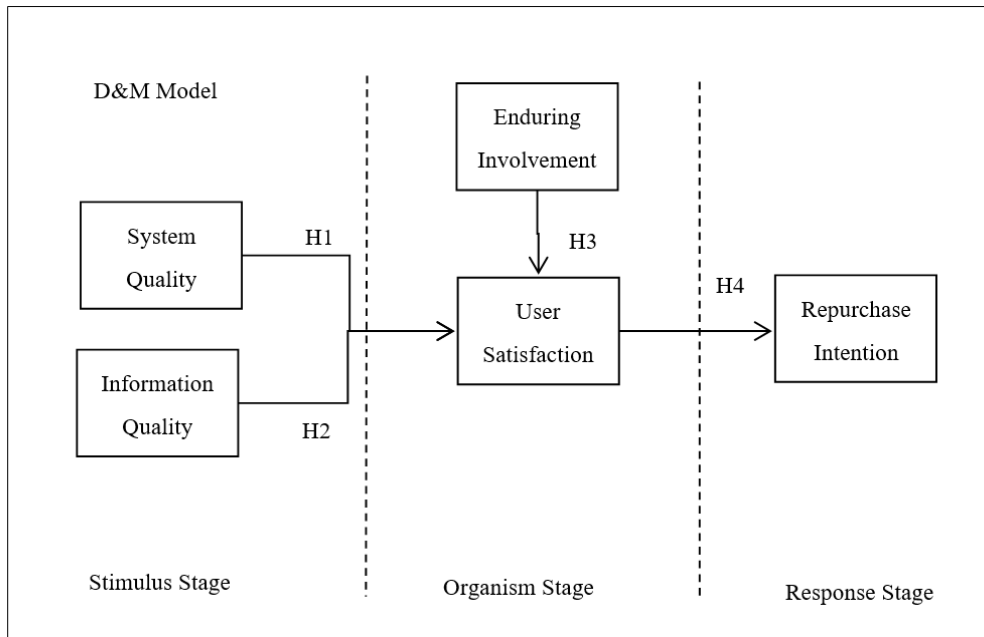 D&M Model
Enduring
Involvement
System
Quality
H1
H3
User
Satisfaction
H4
Repurchase
Intention
Information
Quality
H2
Stimulus Stage
Organism Stage
Response Stage